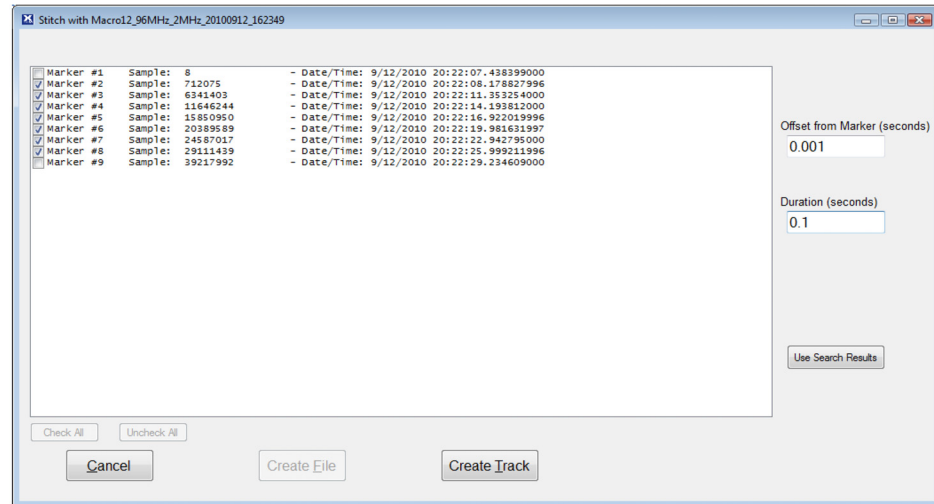 Stitch with Macro12_96MHz_2MHz_20100912_162349
Marker #1 Sample: 8 - Date/Time: 9/12/2010 20:22:07.438399000
Marker #2 Sample: 712075 - Date/Time: 9/12/2010 20:22:08.178827996
Marker #3 Sample: 6341403 - Date/Time: 9/12/2010 20:22:11.353254000
Marker #4 Sample: 11646244 - Date/Time: 9/12/2010 20:22:14.193812000
Marker #5 Sample: 15850950 - Date/Time: 9/12/2010 20:22:16.922019996
Marker #6 Sample: 20389589 - Date/Time: 9/12/2010 20:22:19.981631997
Marker #7 Sample: 24587017 - Date/Time: 9/12/2010 20:22:22.942795000
Marker #8 Sample: 29111439 - Date/Time: 9/12/2010 20:22:25.999211996
Marker #9 Sample: 39217992 - Date/Time: 9/12/2010 20:22:29.234609000
Offset from Marker (seconds)
0.001
Duration (seconds)
0.1
Use Search Results
Check All Uncheck All
Cancel Create File Create Track